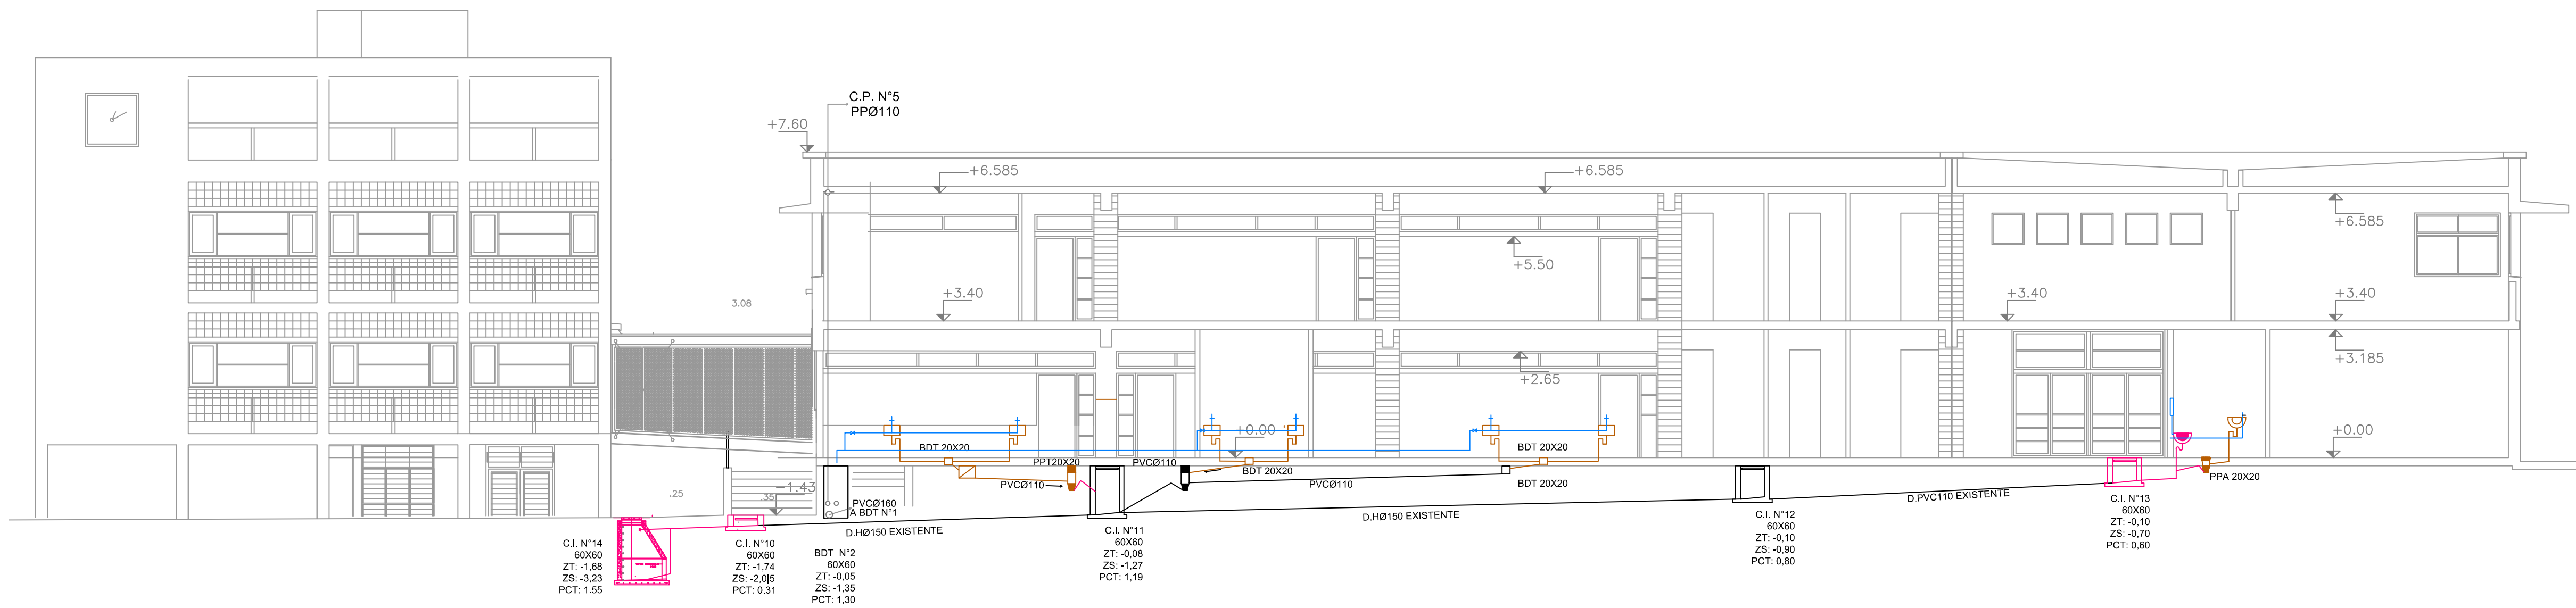 C.P. N°5
PPØ110
+7.60
+6.585
+6.585
+6.585
+5.50
3.08
+3.40
+3.40
+3.40
+3.185
+2.65
+0.00
+0.00
BDT 20X20
BDT 20X20
PPT20X20
PVCØ110
BDT 20X20
PVCØ110
PVCØ110
BDT 20X20
PPA 20X20
.25
.35
-1.43
PVCØ160
A BDT N°1
D.HØ150 EXISTENTE
D.HØ150 EXISTENTE
D.PVC110 EXISTENTE
C.I. N°14
60X60
ZT: -1,68
ZS: -3,23
PCT: 1.55
C.I. N°10
60X60
ZT: -1,74
ZS: -2,0|5
PCT: 0.31
BDT N°2
60X60
ZT: -0,05
ZS: -1,35
PCT: 1,30
C.I. N°11
60X60
ZT: -0,08
ZS: -1,27
PCT: 1,19
C.I. N°12
60X60
ZT: -0,10
ZS: -0,90
PCT: 0,80
C.I. N°13
60X60
ZT: -0,10
ZS: -0,70
PCT: 0,60